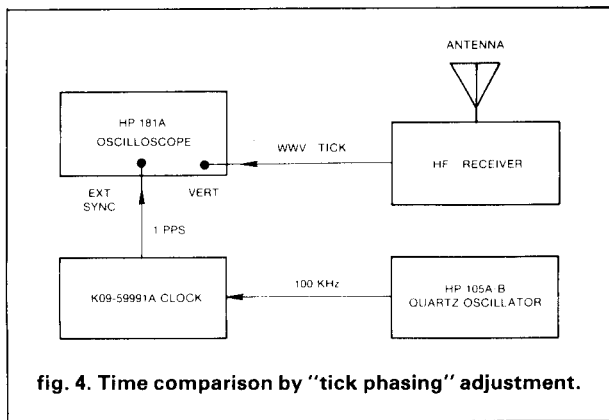 ANTENNA
HP 181A
OSCILLOSCOPE
WWV TICK
HF RECEIVER
EXT
SYNC
VERT
1 PPS
K09-59991A CLOCK
100 KHz
HP 105A-B
QUARTZ OSCILLATOR
fig. 4. Time comparison by "tick phasing" adjustment.